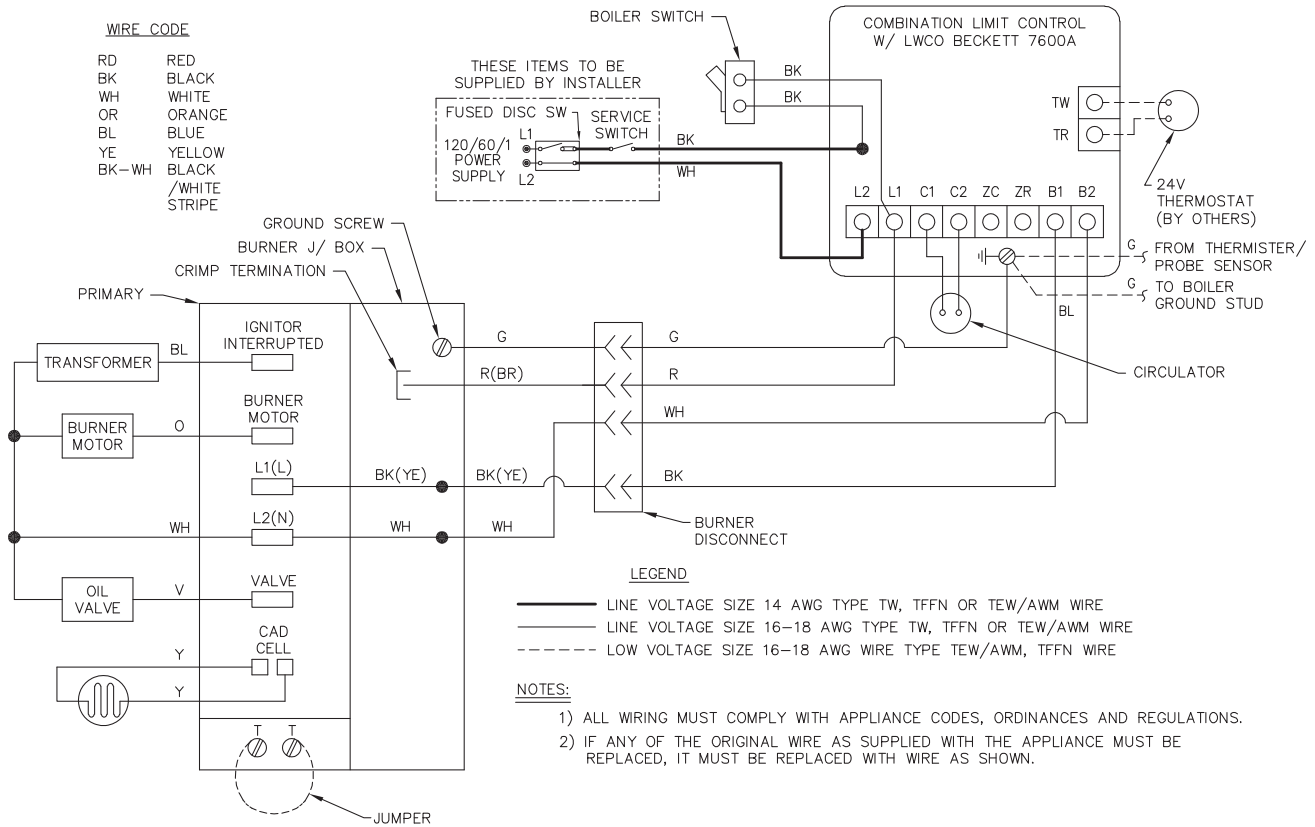 WIRE CODE
RD RED
BK BLACK
WH WHITE
OR ORANGE
BL BLUE
YE YELLOW
BK-WH BLACK
/WHITE
STRIPE
BOILER SWITCH
THESE ITEMS TO BE
SUPPLIED BY INSTALLER
FUSED DISC SW
SERVICE
SWITCH
120/60/1
POWER
SUPPLY
L1
L2
BK
BK
BK
WH
COMBINATION LIMIT CONTROL
W/ LWCO BECKETT 7600A
TW
TR
24V
THERMOSTAT
(BY OTHERS)
L2 L1 C1 C2 ZC ZR B1 B2
G FROM THERMISTER/
PROBE SENSOR
G TO BOILER
GROUND STUD
BL
CIRCULATOR
GROUND SCREW
BURNER J/ BOX
CRIMP TERMINATION
PRIMARY
TRANSFORMER
BL
IGNITOR
INTERRUPTED
G
G
R(BR)
R
BURNER
MOTOR
O
BURNER
MOTOR
WH
L1(L)
BK(YE)
BK(YE)
BK
WH
L2(N)
WH
WH
BURNER
DISCONNECT
OIL
VALVE
V
VALVE
CAD
CELL
Y
Y
T T
JUMPER
LEGEND
LINE VOLTAGE SIZE 14 AWG TYPE TW, TFFN OR TEW/AWM WIRE
LINE VOLTAGE SIZE 16-18 AWG TYPE TW, TFFN OR TEW/AWM WIRE
LOW VOLTAGE SIZE 16-18 AWG WIRE TYPE TEW/AWM, TFFN WIRE
NOTES:
1) ALL WIRING MUST COMPLY WITH APPLIANCE CODES, ORDINANCES AND REGULATIONS.
2) IF ANY OF THE ORIGINAL WIRE AS SUPPLIED WITH THE APPLIANCE MUST BE
REPLACED, IT MUST BE REPLACED WITH WIRE AS SHOWN.